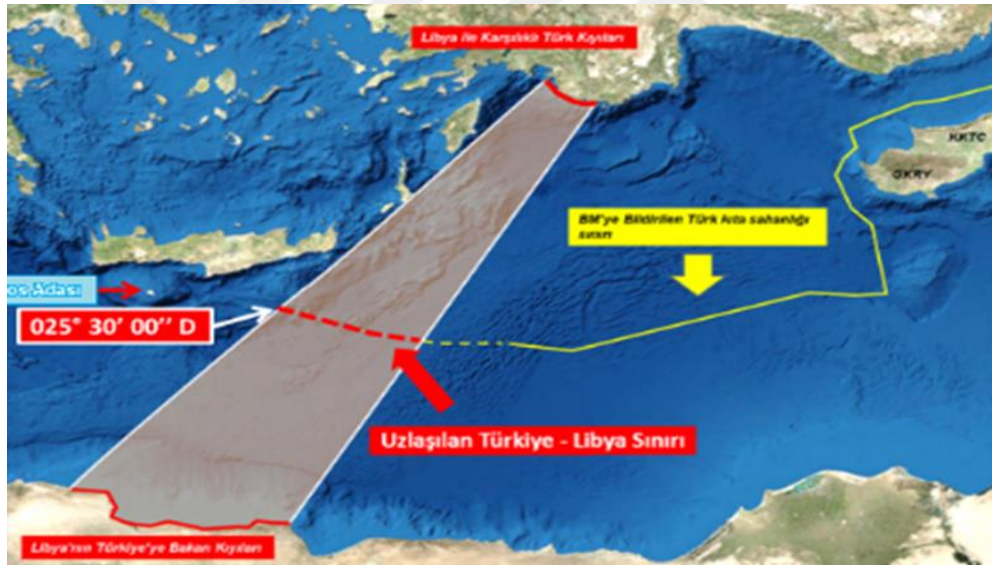 Libya ile Karşılıklı Türk Kıyıları
KKTC
GKRY
BM'ye Bildirilen Türk kıta sahanlığı
sınırı
os Adası
025° 30' 00'' D
Uzlaşılan Türkiye - Libya Sınırı
Libya'nın Türkiye'ye Bakan Kıyıları